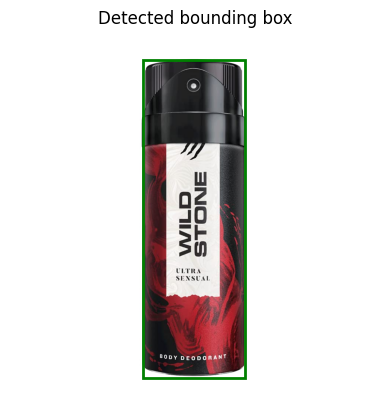 Detected bounding box
WILD
STONE
ULTRA
SENSUAL
BODY DEODORANT